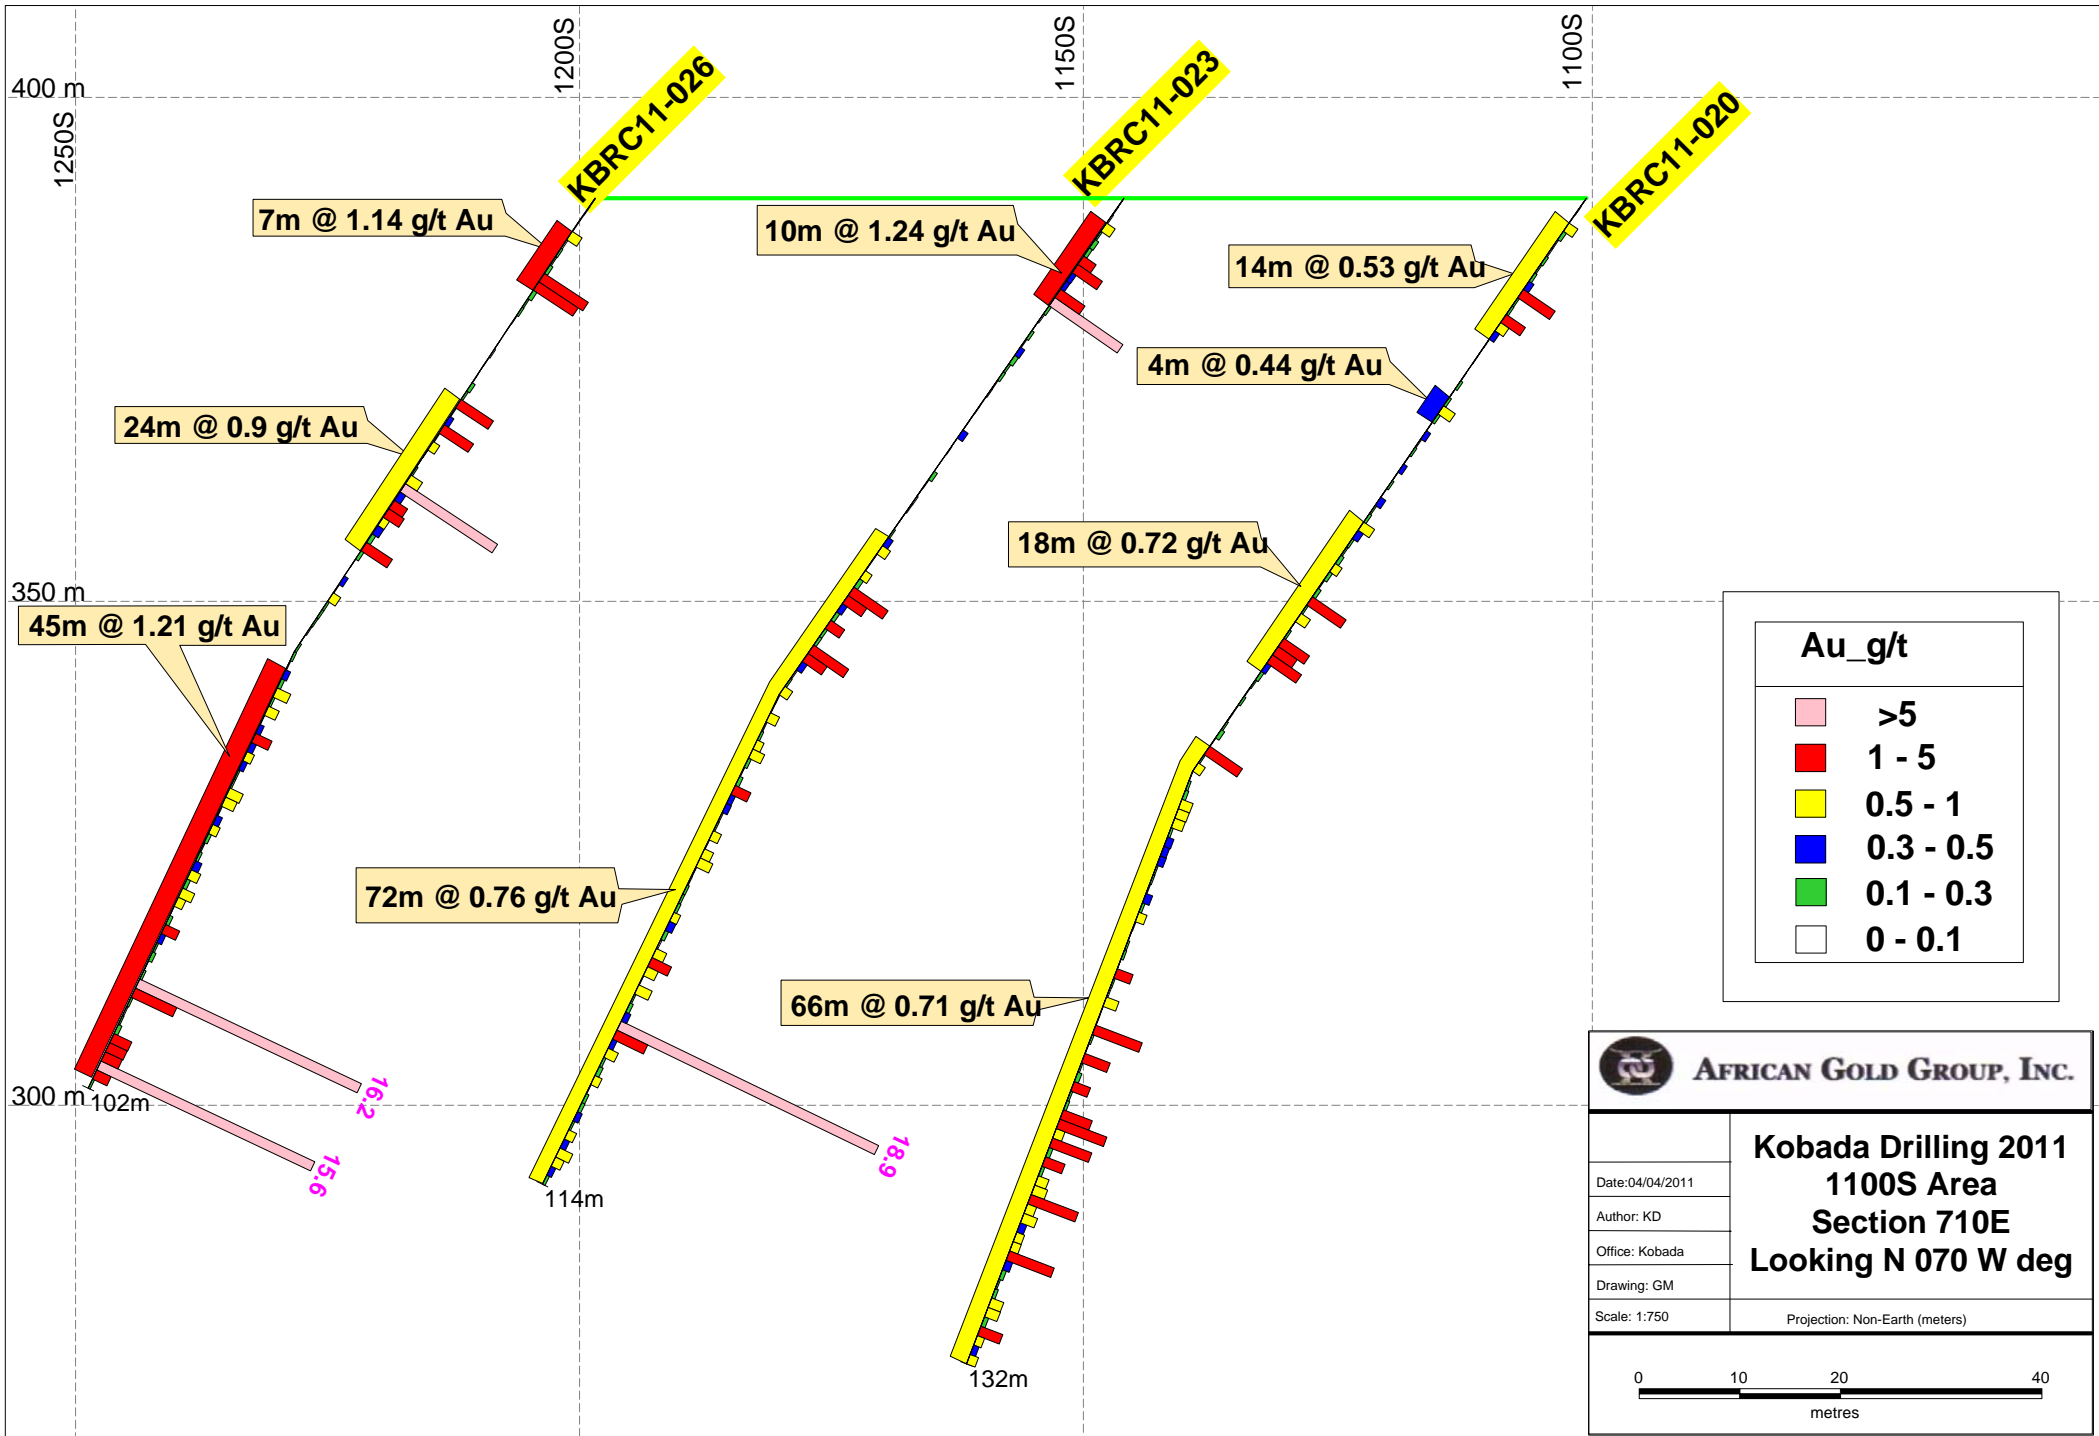 1250S
1200S
1150S
1100S
400 m
350 m
300 m
KBRC11-026
KBRC11-023
KBRC11-020
7m @ 1.14 g/t Au
24m @ 0.9 g/t Au
45m @ 1.21 g/t Au
16.2
15.6
102m
10m @ 1.24 g/t Au
72m @ 0.76 g/t Au
18.9
114m
14m @ 0.53 g/t Au
4m @ 0.44 g/t Au
18m @ 0.72 g/t Au
66m @ 0.71 g/t Au
132m
Au_g/t
>5
1 - 5
0.5 - 1
0.3 - 0.5
0.1 - 0.3
0 - 0.1
AFRICAN GOLD GROUP, INC.
Kobada Drilling 2011
1100S Area
Section 710E
Looking N 070 W deg
Date:04/04/2011
Author: KD
Office: Kobada
Drawing: GM
Scale: 1:750
Projection: Non-Earth (meters)
0 10 20 40
metres